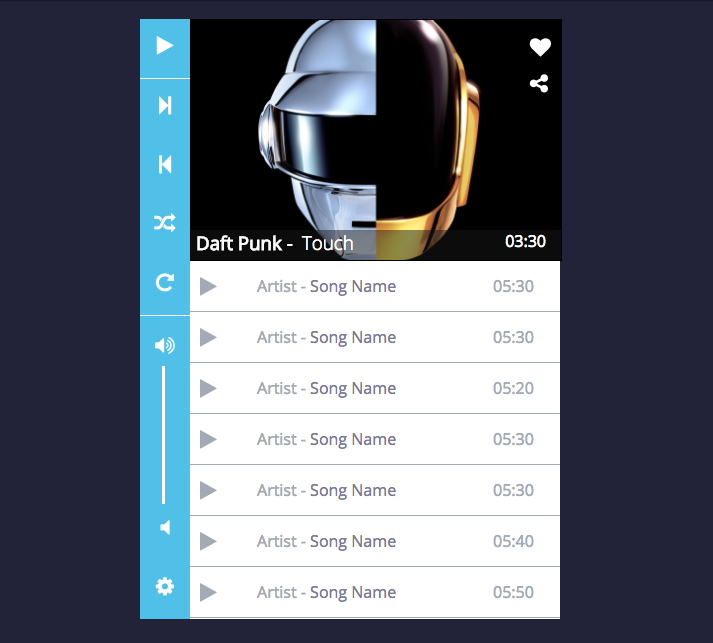 Daft Punk - Touch 03:30
Artist - Song Name 05:30
Artist - Song Name 05:30
Artist - Song Name 05:20
Artist - Song Name 05:30
Artist - Song Name 05:30
Artist - Song Name 05:40
Artist - Song Name 05:50